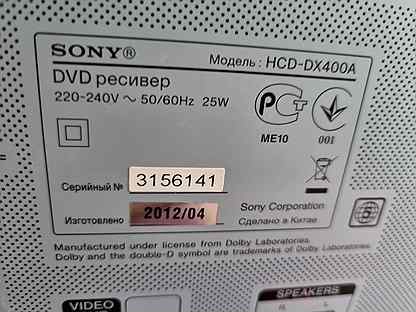 SONY® Модель : HCD-DX400A
DVD ресивер
220-240V ~ 50/60Hz 25W
ME10 001
Серийный № 3156141
Изготовлено 2012/04
Sony Corporation
Сделано в Китае
Manufactured under license from Dolby Laboratories.
Dolby and the double-D symbol are trademarks of Dolby Laboratories.
VIDEO
SPEAKERS
R L